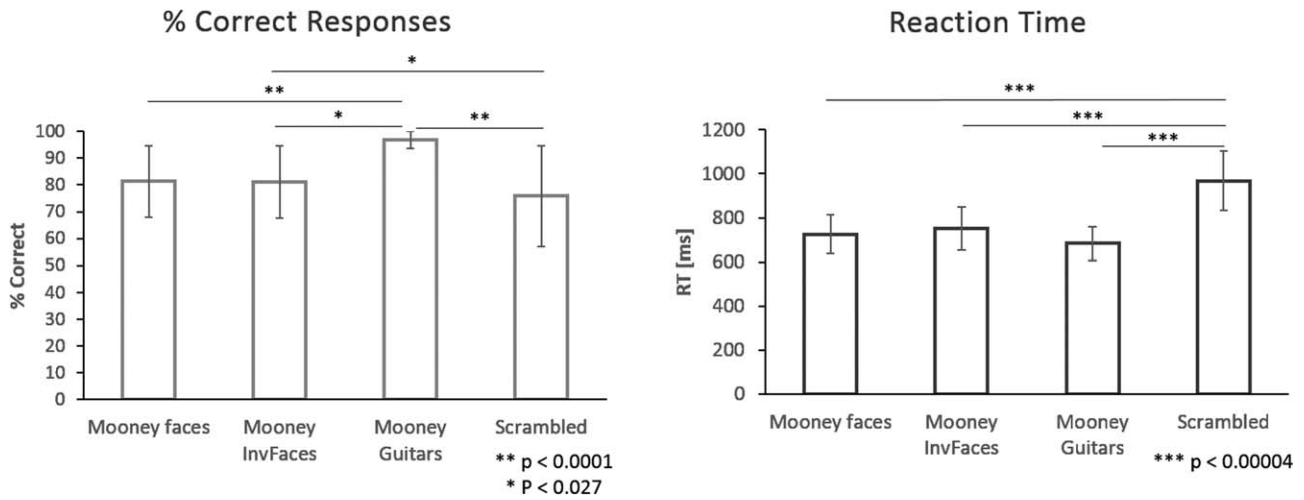 % Correct Responses
*
**
*
**
% Correct
100
90
80
70
60
50
40
30
20
10
0
Mooney faces
Mooney InvFaces
Mooney Guitars
Scrambled
** p < 0.0001
* P < 0.027
Reaction Time
***
***
***
RT [ms]
1200
1000
800
600
400
200
0
Mooney faces
Mooney InvFaces
Mooney Guitars
Scrambled
*** p < 0.00004